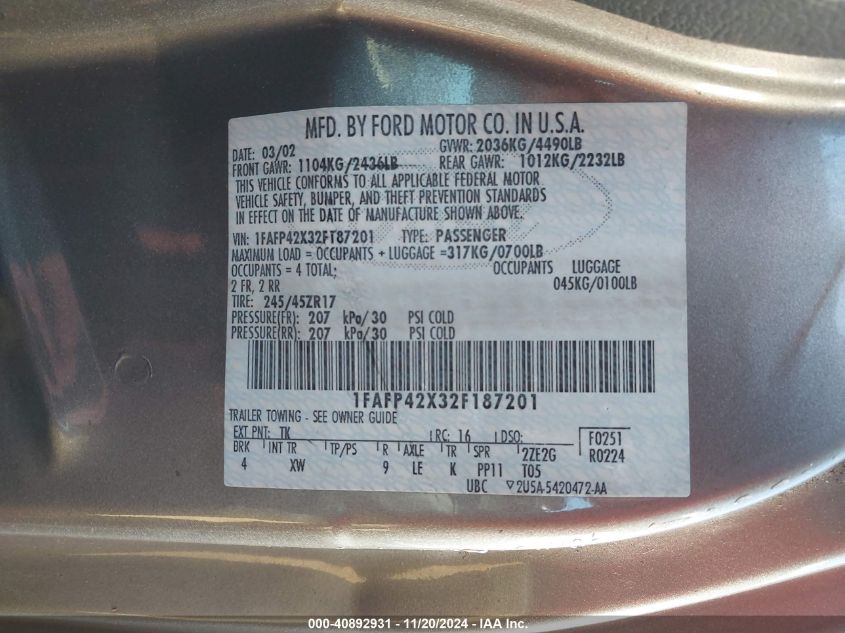 MFD. BY FORD MOTOR CO. IN U.S.A.
DATE: 03/02 GVWR: 2036KG/4490LB
FRONT GAWR: 1104KG/2436LB REAR GAWR: 1012KG/2232LB
THIS VEHICLE CONFORMS TO ALL APPLICABLE FEDERAL MOTOR
VEHICLE SAFETY, BUMPER, AND THEFT PREVENTION STANDARDS
IN EFFECT ON THE DATE OF MANUFACTURE SHOWN ABOVE.
VIN: 1FAFP42X32F187201 TYPE: PASSENGER
MAXIMUM LOAD = OCCUPANTS + LUGGAGE =317KG/0700LB
OCCUPANTS = 4 TOTAL; OCCUPANTS LUGGAGE
2 FR, 2 RR 045KG/0100LB
TIRE: 245/45ZR17
PRESSURE(FR): 207 kPa/30 PSI COLD
PRESSURE(RR): 207 kPa/30 PSI COLD
1FAFP42X32F187201
TRAILER TOWING - SEE OWNER GUIDE
EXT PNT: TK RC: 16 DSO: F0251
BRK INT TR TP/PS R AXLE TR SPR 2ZE2G R0224
4 XW 9 LE K PP11 T05
UBC ▽2U5A-5420472-AA
000-40892931 - 11/20/2024 - IAA Inc.